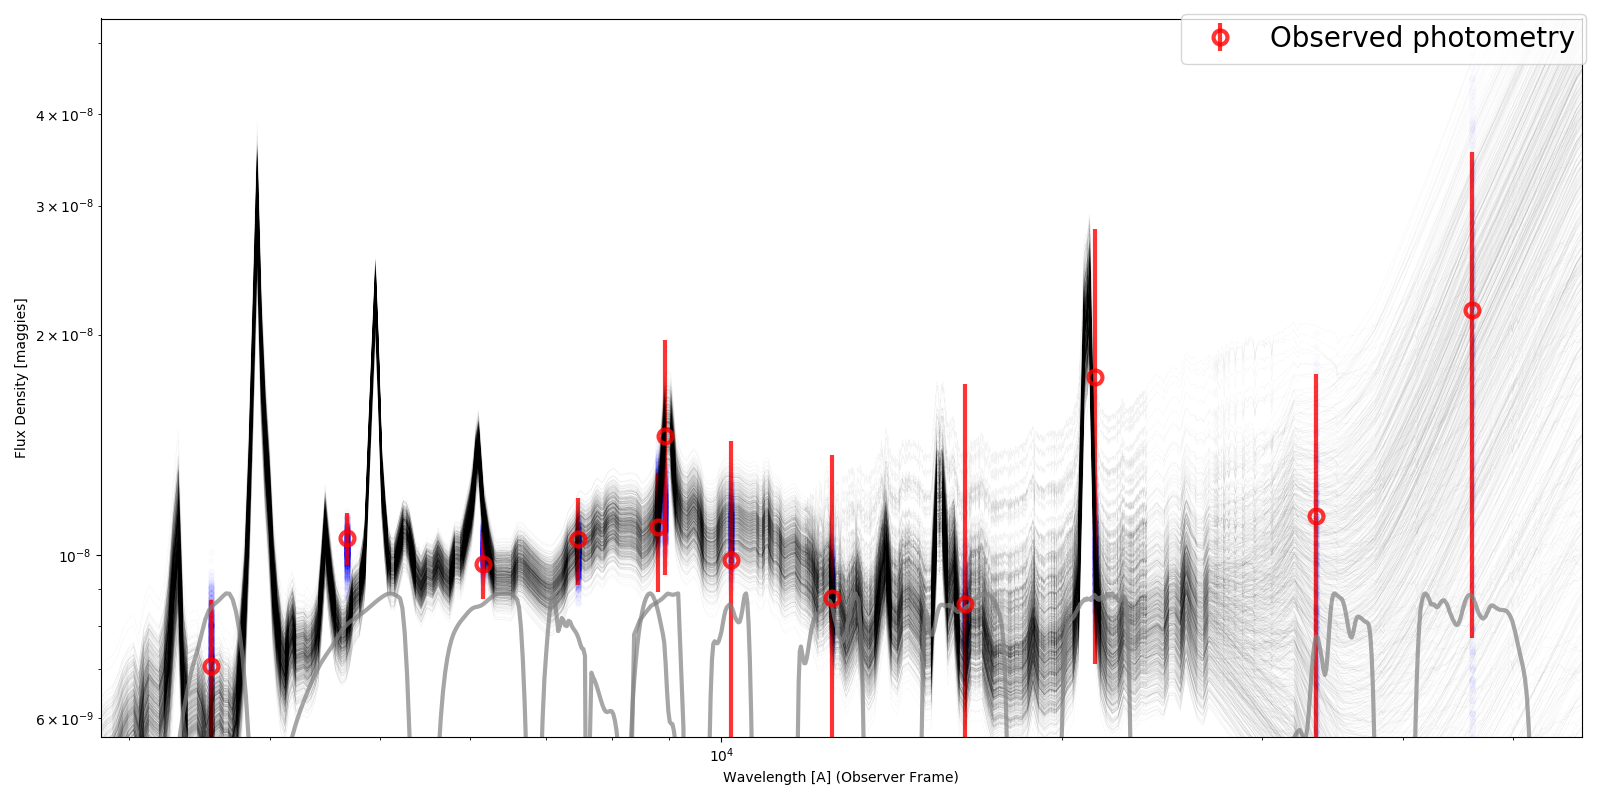 Observed photometry
4 × 10⁻⁸
3 × 10⁻⁸
2 × 10⁻⁸
10⁻⁸
6 × 10⁻⁹
Flux Density [maggies]
10⁴
Wavelength [A] (Observer Frame)